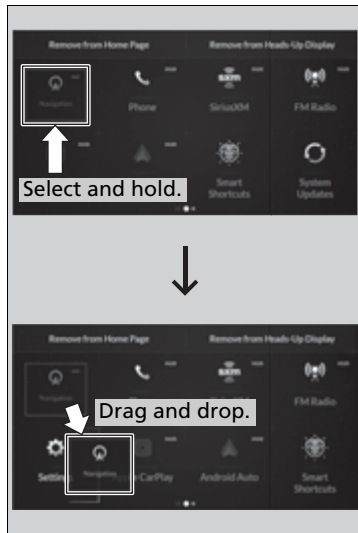 Remove from Home Page
Remove from Heads-Up Display
Navigation
Phone
SiriusXM
FM Radio
Select and hold.
Smart
Shortcuts
System
Updates
Remove from Home Page
Remove from Heads-Up Display
Navigation
FM Radio
Drag and drop.
Navigation
Apple CarPlay
Android Auto
Smart
Shortcuts